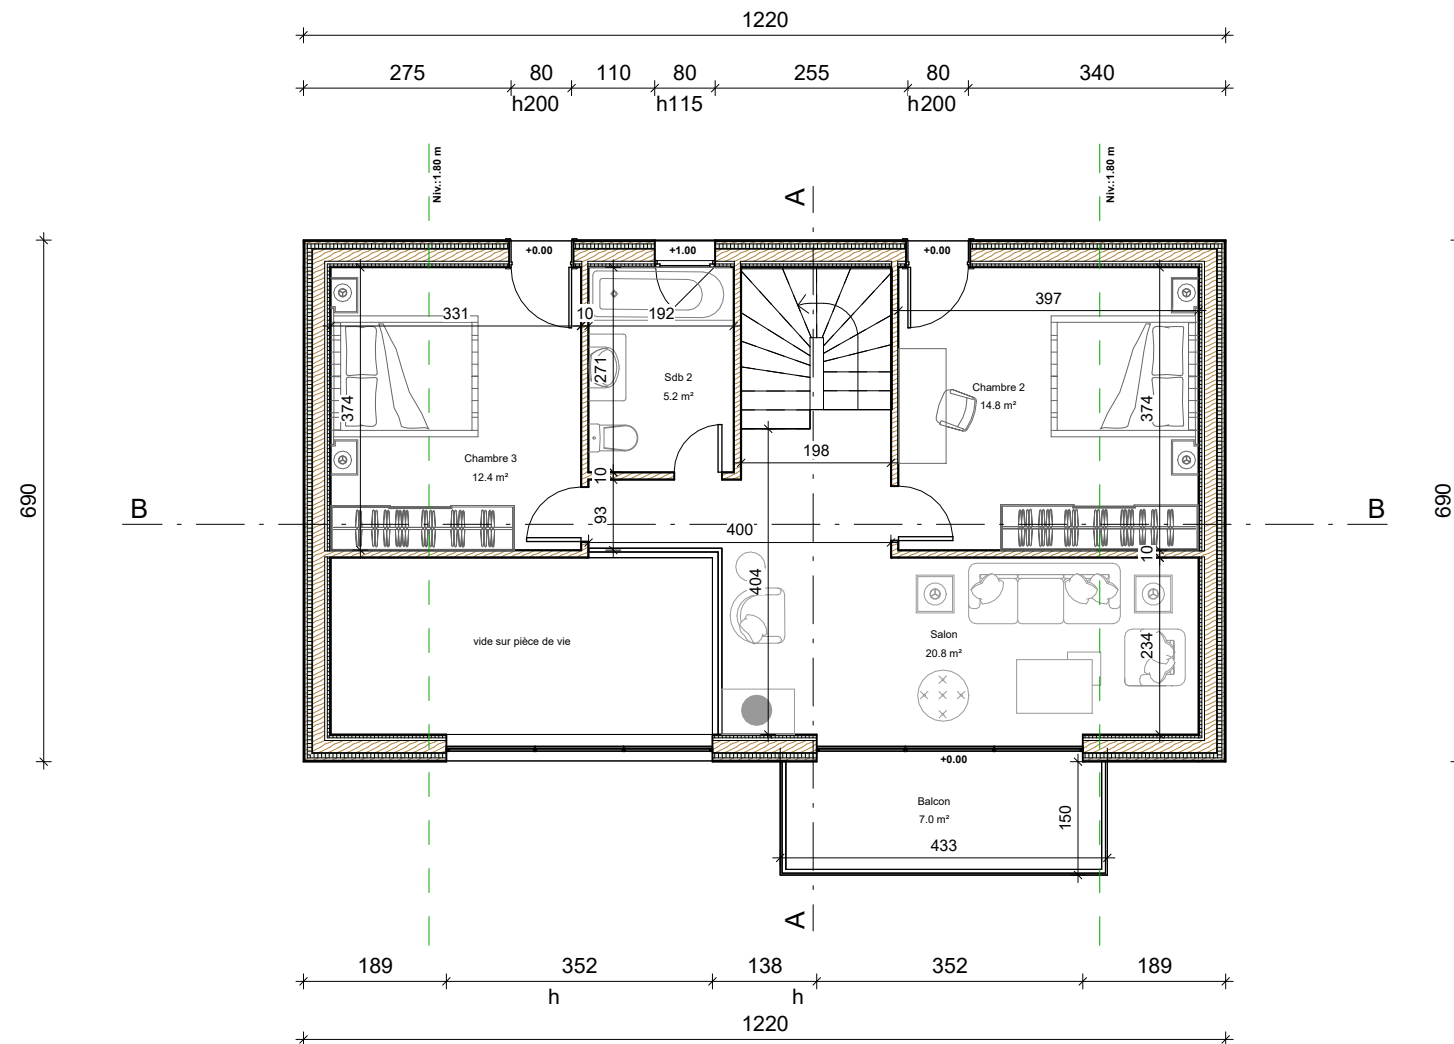 1220
275 80 110 80 255 80 340
h200 h115 h200
Niv.:1.80 m Niv.:1.80 m
A
+0.00 +1.00 +0.00
331 10 192 397
271
374 374
Sdb 2
5.2 m²
Chambre 2
14.8 m²
198
Chambre 3
12.4 m²
10
690 690
B B
93
400
10
404
vide sur pièce de vie
Salon
20.8 m²
234
+0.00
Balcon
7.0 m²
150
433
A
189 352 138 352 189
h h
1220